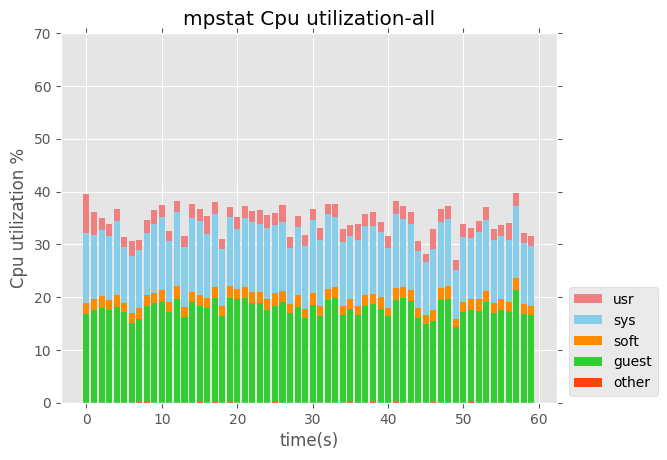 mpstat Cpu utilization-all
70
60
50
40
30
20
10
0
Cpu utilization %
0 10 20 30 40 50 60
time(s)
usr
sys
soft
guest
other